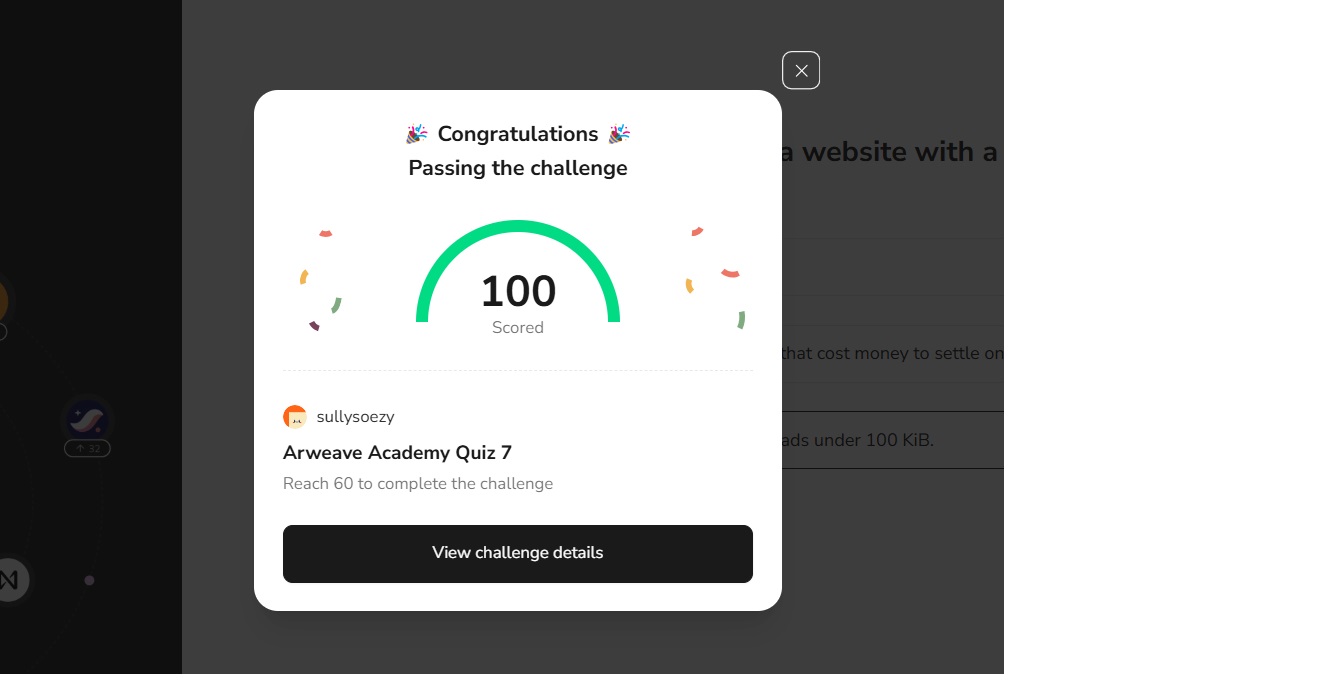 Congratulations
Passing the challenge
a website with a
100
Scored
that cost money to settle on
sullysoezy
ads under 100 KiB.
32
Arweave Academy Quiz 7
Reach 60 to complete the challenge
View challenge details